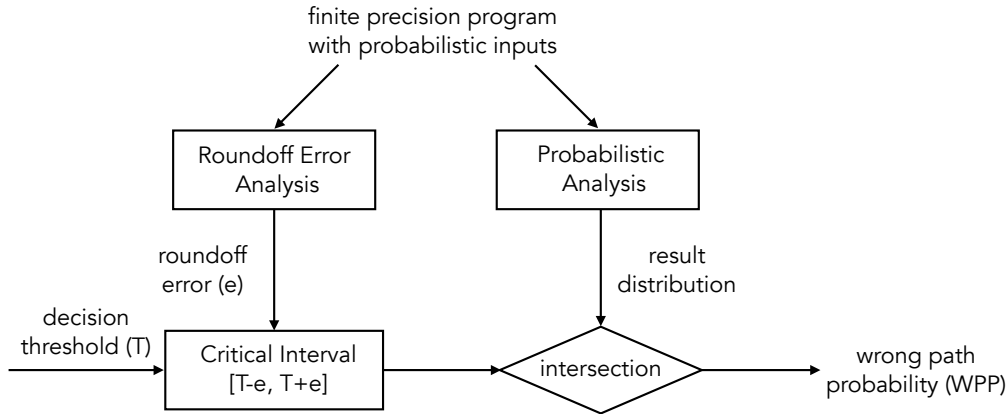 finite precision program
with probabilistic inputs
Roundoff Error
Analysis
Probabilistic
Analysis
roundoff
error (e)
result
distribution
decision
threshold (T)
Critical Interval
[T-e, T+e]
intersection
wrong path
probability (WPP)